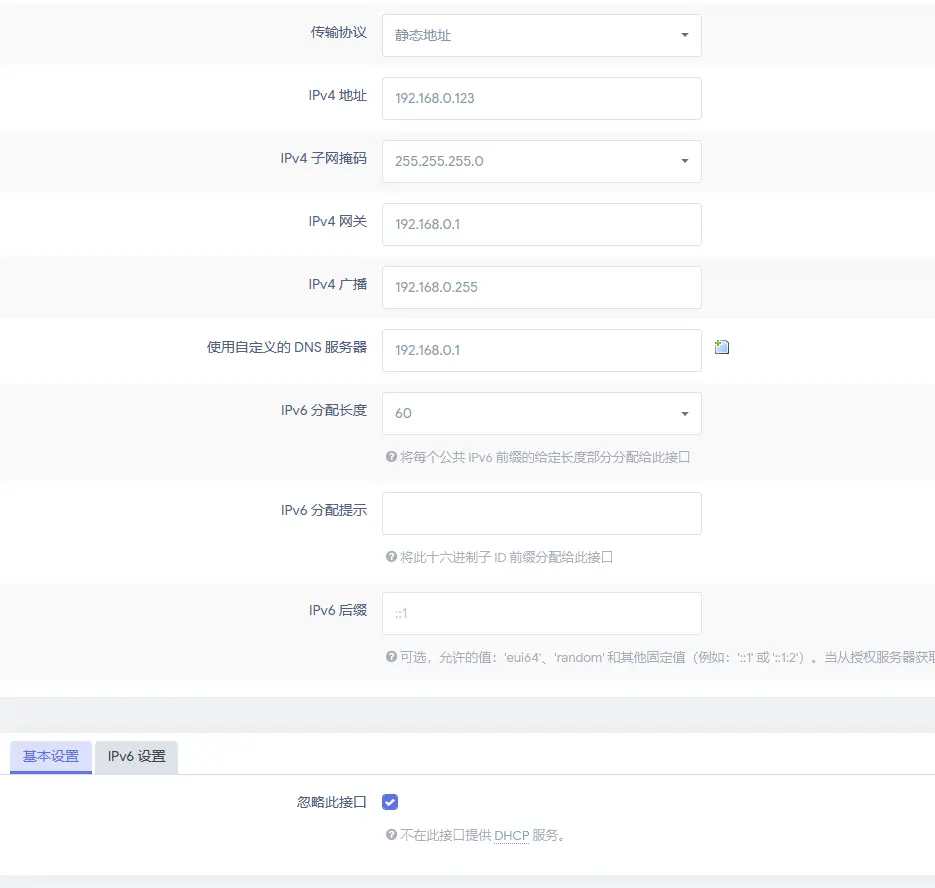 传输协议 静态地址
IPv4 地址 192.168.0.123
IPv4 子网掩码 255.255.255.0
IPv4 网关 192.168.0.1
IPv4 广播 192.168.0.255
使用自定义的 DNS 服务器 192.168.0.1
IPv6 分配长度 60
将每个公共 IPv6 前缀的给定长度部分分配给此接口
IPv6 分配提示
将此十六进制子 ID 前缀分配给此接口
IPv6 后缀 ::1
可选，允许的值：'eui64'、'random' 和其他固定值（例如：'::1' 或 '::1:2'）。当从授权服务器获取
基本设置 IPv6 设置
忽略此接口
不在此接口提供 DHCP 服务。